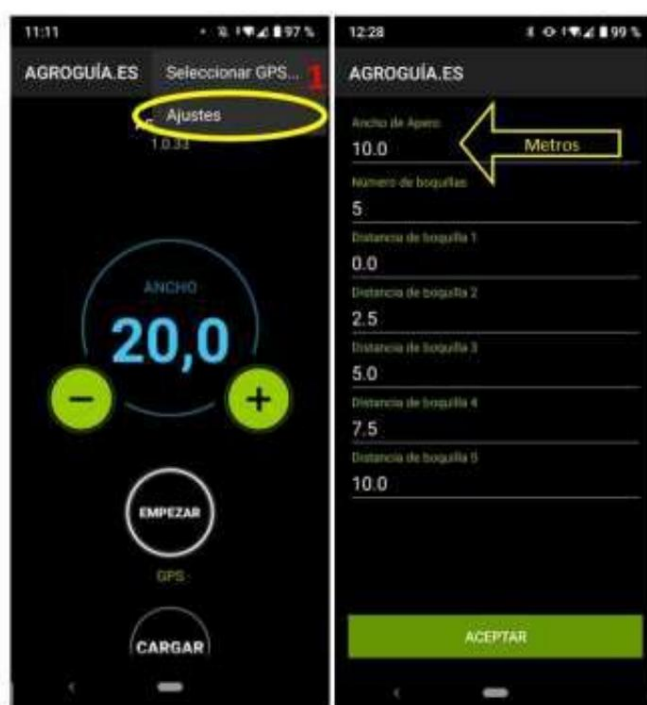 11:11
97 %
AGROGUÍA.ES
Seleccionar GPS...
1
Ajustes
1.0.33
ANCHO
20,0
−
+
EMPEZAR
GPS
CARGAR
12:28
99 %
AGROGUÍA.ES
Ancho de Apero
10.0
Metros
Número de boquillas
5
Distancia de boquilla 1
0.0
Distancia de boquilla 2
2.5
Distancia de boquilla 3
5.0
Distancia de boquilla 4
7.5
Distancia de boquilla 5
10.0
ACEPTAR